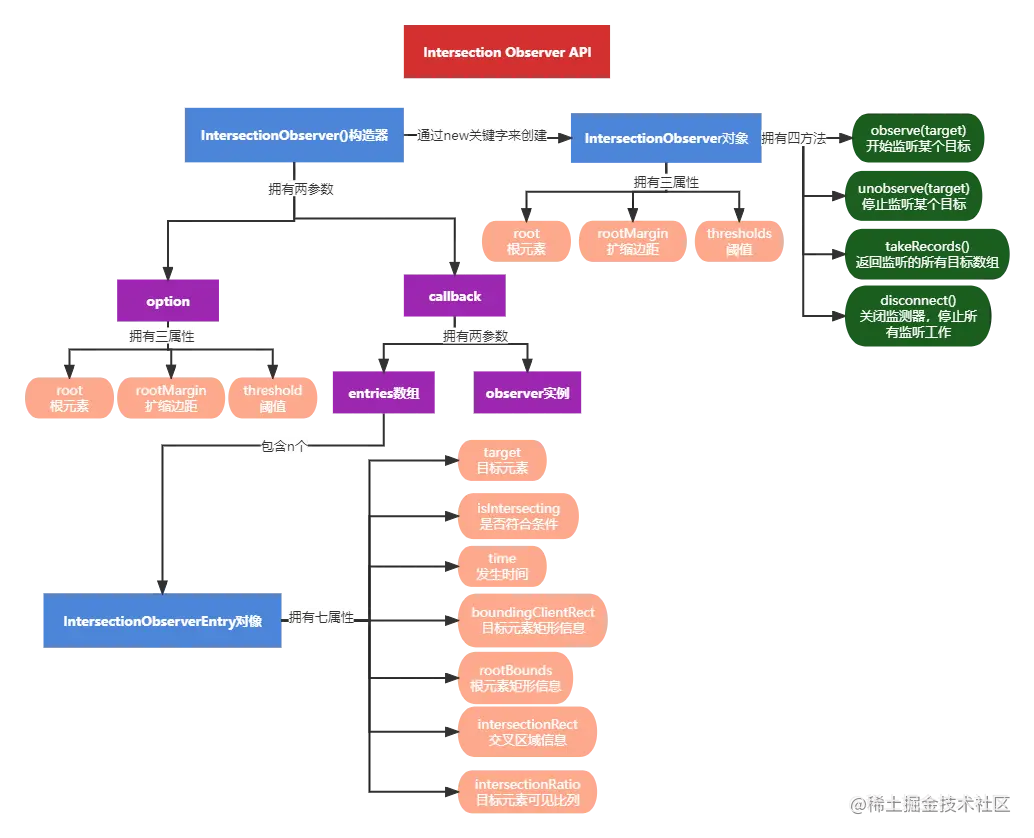 Intersection Observer API
IntersectionObserver()构造器
通过new关键字来创建
IntersectionObserver对象
拥有四方法
observe(target)
开始监听某个目标
unobserve(target)
停止监听某个目标
takeRecords()
返回监听的所有目标数组
disconnect()
关闭监测器，停止所
有监听工作
拥有三属性
root
根元素
rootMargin
扩缩边距
thresholds
阈值
拥有两参数
option
callback
拥有三属性
root
根元素
rootMargin
扩缩边距
threshold
阈值
拥有两参数
entries数组
observer实例
包含n个
IntersectionObserverEntry对像
拥有七属性
target
目标元素
isIntersecting
是否符合条件
time
发生时间
boundingClientRect
目标元素矩形信息
rootBounds
根元素矩形信息
intersectionRect
交叉区域信息
intersectionRatio
目标元素可见比列
@稀土掘金技术社区